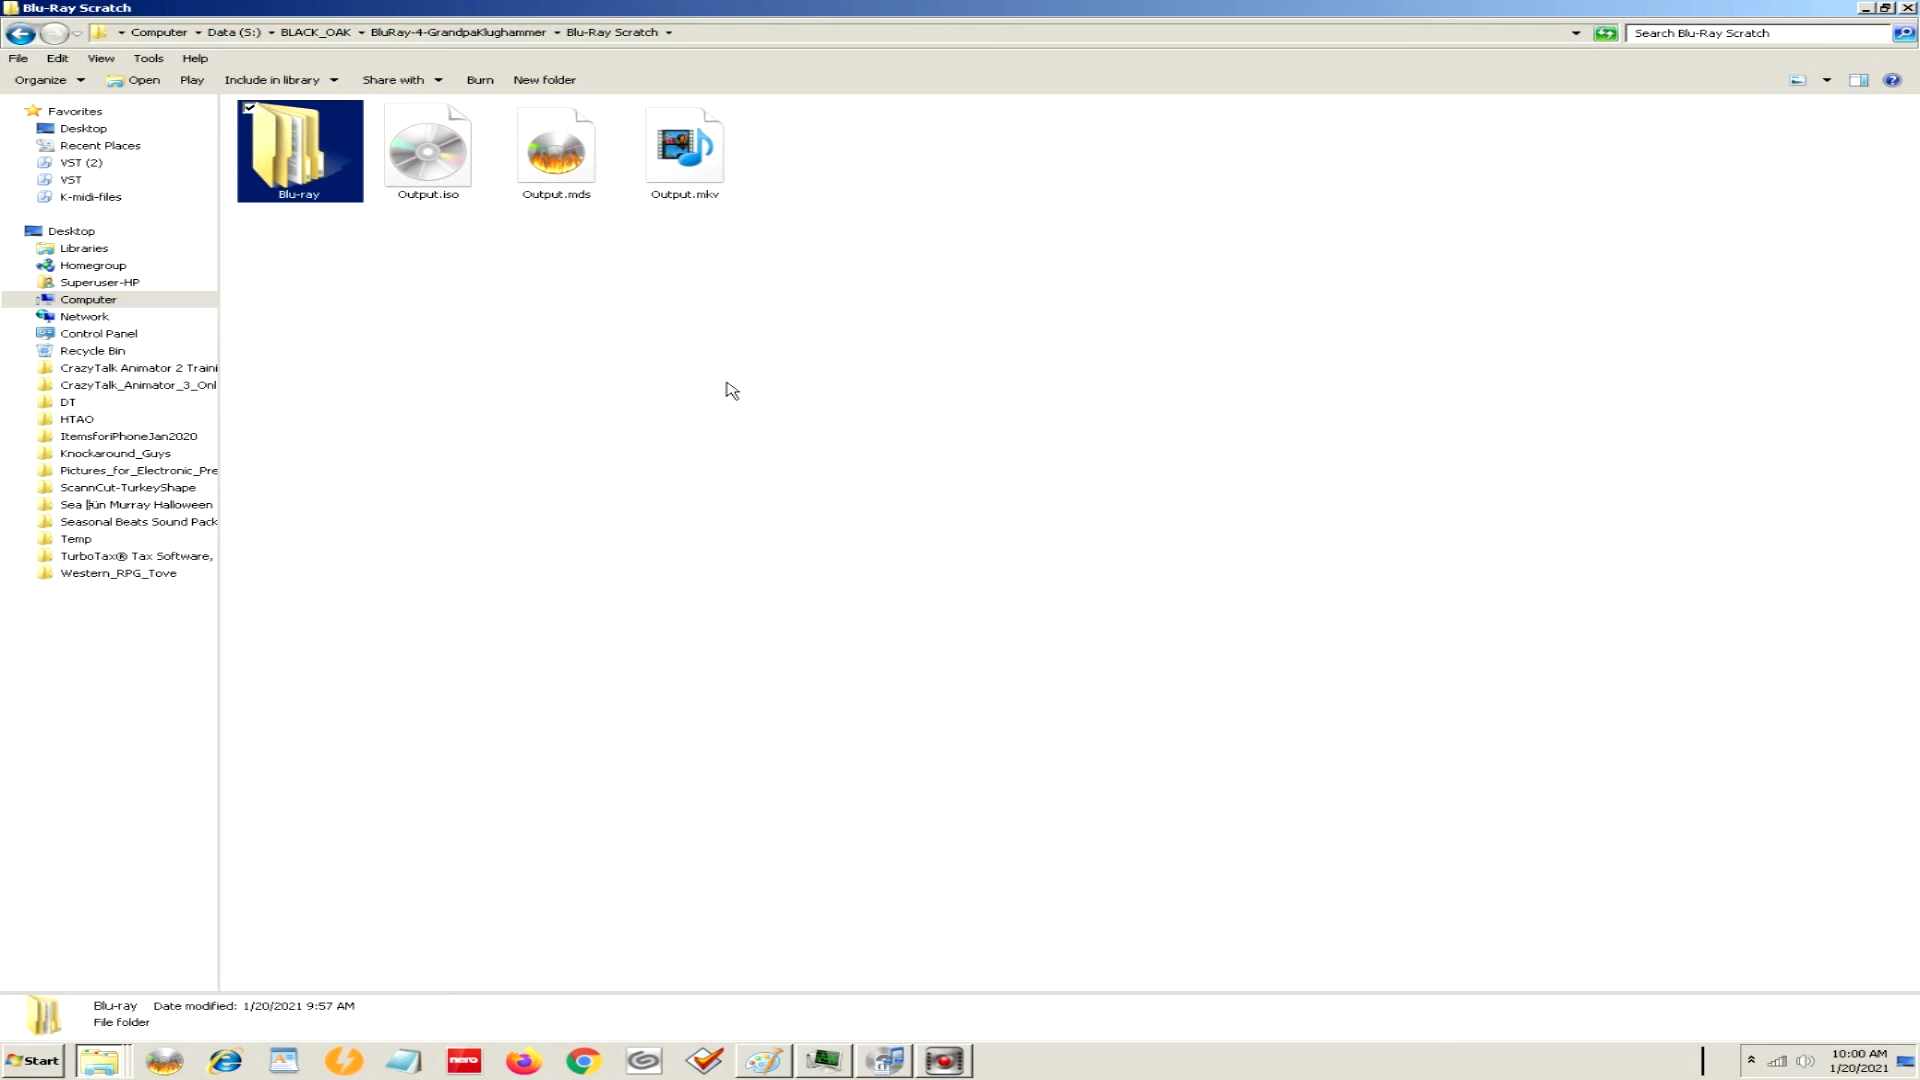 Blu-Ray Scratch
Computer Data (S:) BLACK_OAK BluRay-4-GrandpaKlughammer Blu-Ray Scratch
Search Blu-Ray Scratch
File Edit View Tools Help
Organize Open Play Include in library Share with Burn New folder
Favorites
Desktop
Recent Places
VST (2)
VST
K-midi-files
Desktop
Libraries
Homegroup
Superuser-HP
Computer
Network
Control Panel
Recycle Bin
CrazyTalk Animator 2 Traini
CrazyTalk_Animator_3_Onl
DT
HTAO
ItemsforiPhoneJan2020
Knockaround_Guys
Pictures_for_Electronic_Pre
ScannCut-TurkeyShape
Sea Murray Halloween
Seasonal Beats Sound Pack
Temp
TurboTax® Tax Software,
Western_RPG_Tove
Blu-ray
Output.iso
Output.mds
Output.mkv
Blu-ray Date modified: 1/20/2021 9:57 AM
File folder
Start
nero
10:00 AM
1/20/2021